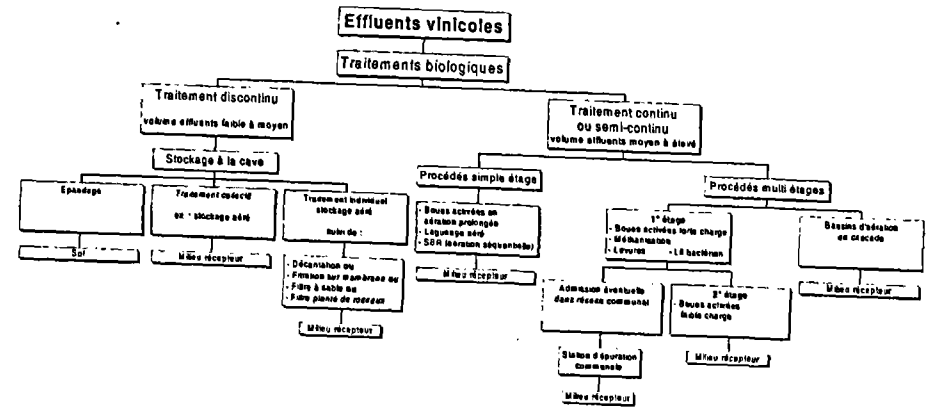 Effluents vinicoles
Traitements biologiques
Traitement discontinu
volume effluents faible à moyen
Stockage à la cave
Epandage
Sol
Traitement collectif
ex : stockage aéré
Milieu récepteur
Traitement individuel
stockage aéré
suivi de :
- Décantation ou
- Filtration sur membrane ou
- Filtre à sable ou
- Filtre planté de roseaux
Milieu récepteur
Traitement continu
ou semi-continu
volume effluents moyen à élevé
Procédés simple étage
- Boues activées en
aération prolongée
- Lagunage aéré
- SBR (aération séquentielle)
Milieu récepteur
Procédés multi étages
1° étage
- Boues activées forte charge
- Méthanisation
- Levures - Lit bactérien
Admission éventuelle
dans réseau communal
Station d'épuration
communale
Milieu récepteur
2° étage
- Boues activées
faible charge
Milieu récepteur
Bassins d'aération
en cascade
Milieu récepteur